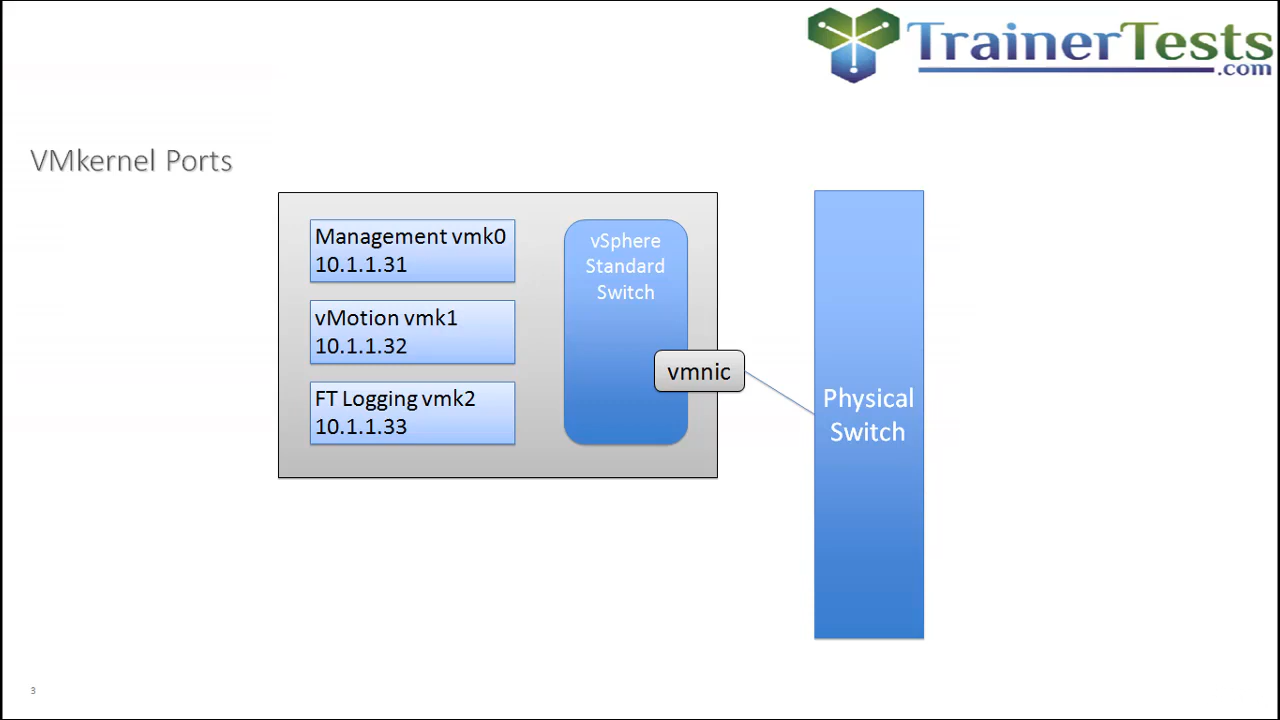 TrainerTests
.com
VMkernel Ports
Management vmk0
10.1.1.31
vMotion vmk1
10.1.1.32
FT Logging vmk2
10.1.1.33
vSphere
Standard
Switch
vmnic
Physical
Switch
3